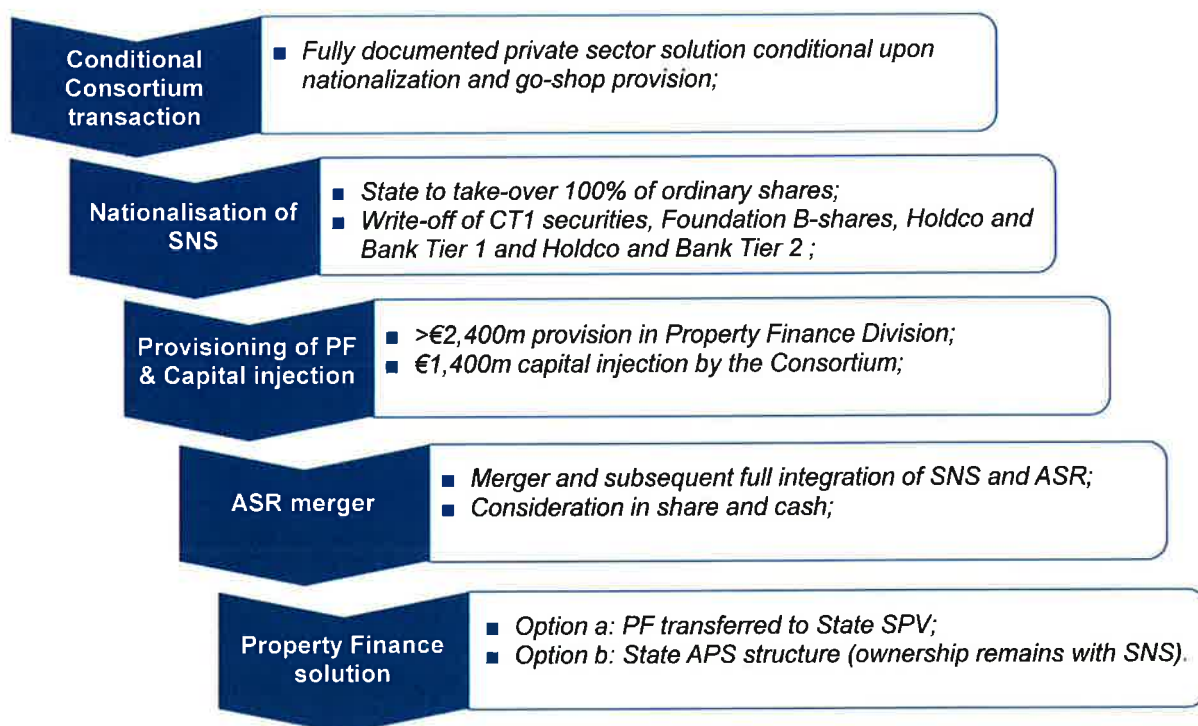 Conditional
Consortium
transaction
▪ Fully documented private sector solution conditional upon
nationalization and go-shop provision;
Nationalisation of
SNS
▪ State to take-over 100% of ordinary shares;
▪ Write-off of CT1 securities, Foundation B-shares, Holdco and
Bank Tier 1 and Holdco and Bank Tier 2 ;
Provisioning of PF
& Capital injection
▪ >€2,400m provision in Property Finance Division;
▪ €1,400m capital injection by the Consortium;
ASR merger
▪ Merger and subsequent full integration of SNS and ASR;
▪ Consideration in share and cash;
Property Finance
solution
▪ Option a: PF transferred to State SPV;
▪ Option b: State APS structure (ownership remains with SNS).